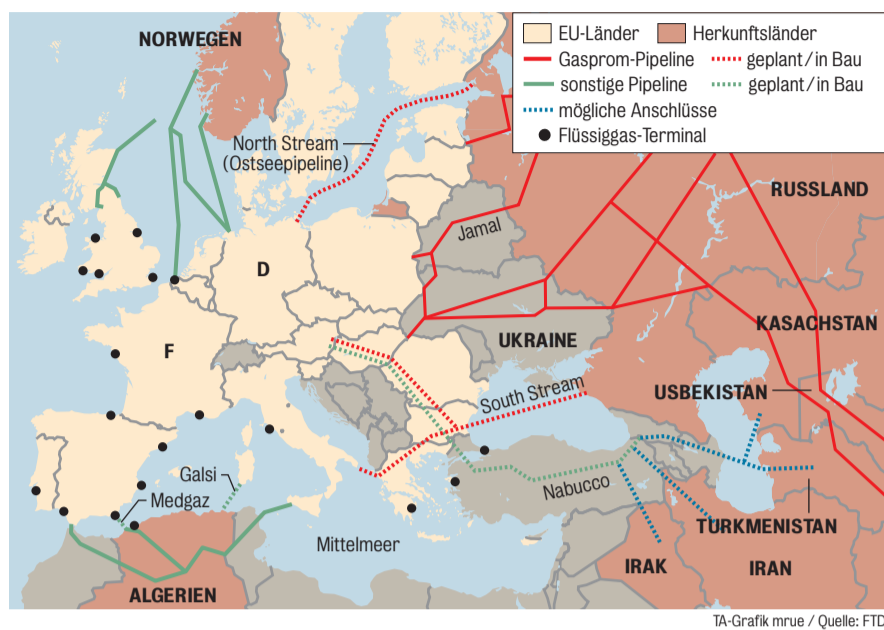 NORWEGEN
EU-Länder
Herkunftsländer
Gasprom-Pipeline
geplant/in Bau
sonstige Pipeline
geplant/in Bau
mögliche Anschlüsse
Flüssiggas-Terminal
North Stream
(Ostseepipeline)
RUSSLAND
Jamal
D
KASACHSTAN
UKRAINE
F
USBEKISTAN
South Stream
Galsi
Nabucco
Medgaz
TURKMENISTAN
Mittelmeer
IRAK
IRAN
ALGERIEN
TA-Grafik mrue / Quelle: FTD